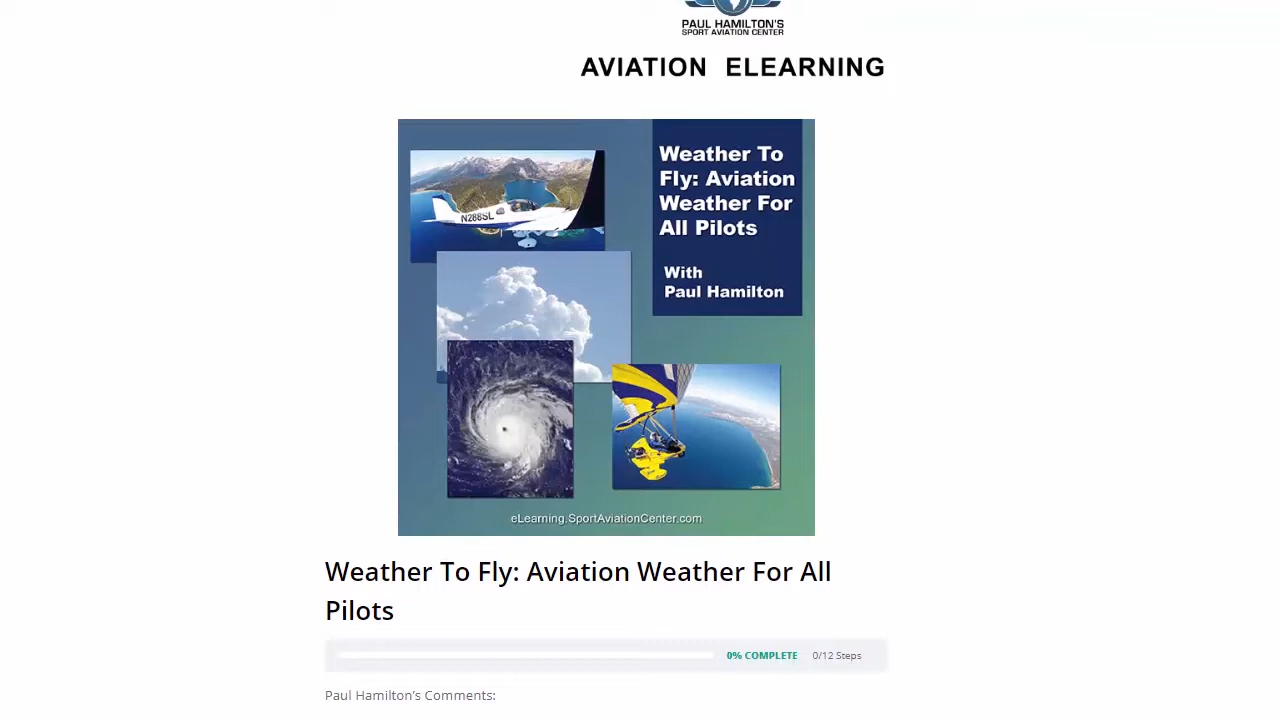 PAUL HAMILTON'S
SPORT AVIATION CENTER
AVIATION ELEARNING
Weather To
Fly: Aviation
Weather For
All Pilots
With
Paul Hamilton
N288SL
eLearning.SportAviationCenter.com
Weather To Fly: Aviation Weather For All
Pilots
0% COMPLETE 0/12 Steps
Paul Hamilton’s Comments: